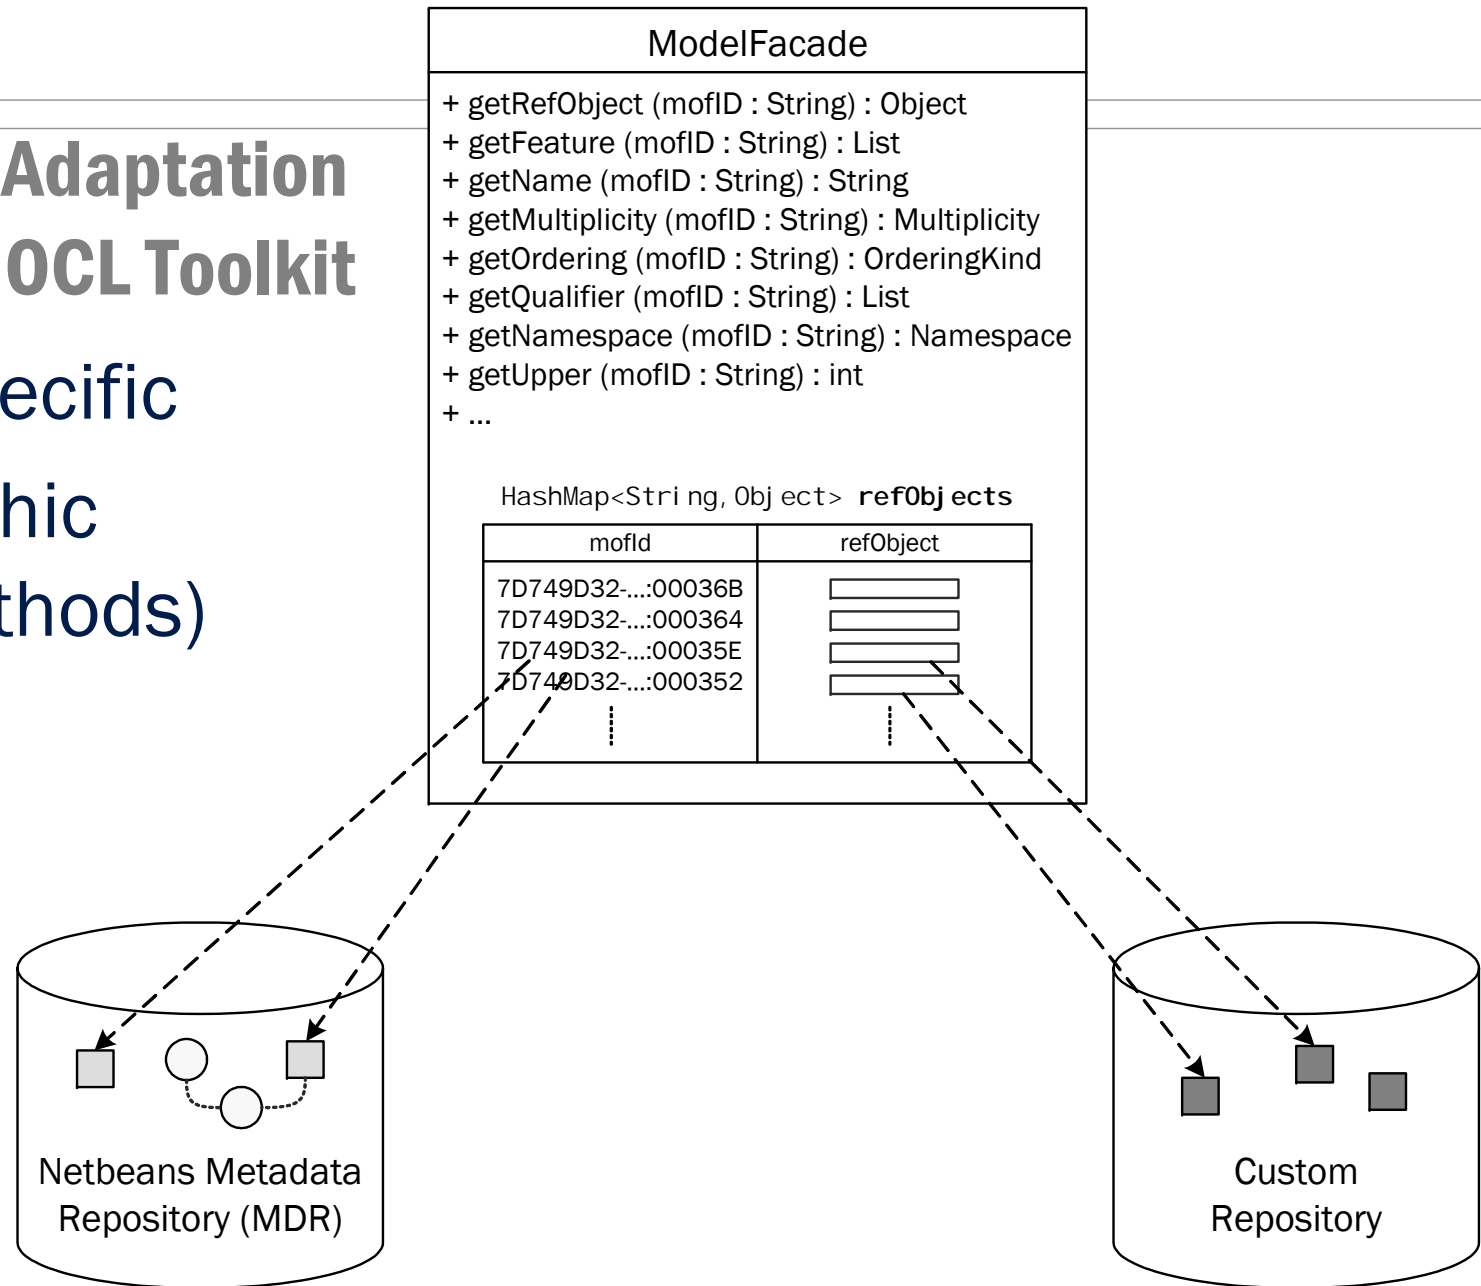 Adaptation
OCL Toolkit
ecific
hic
thods)
ModelFacade
+ getRefObject (mofID : String) : Object
+ getFeature (mofID : String) : List
+ getName (mofID : String) : String
+ getMultiplicity (mofID : String) : Multiplicity
+ getOrdering (mofID : String) : OrderingKind
+ getQualifier (mofID : String) : List
+ getNamespace (mofID : String) : Namespace
+ getUpper (mofID : String) : int
+ ...
HashMap<String,Object> refObjects
mofId refObject
7D749D32-...:00036B
7D749D32-...:000364
7D749D32-...:00035E
7D749D32-...:000352
Netbeans Metadata
Repository (MDR)
Custom
Repository